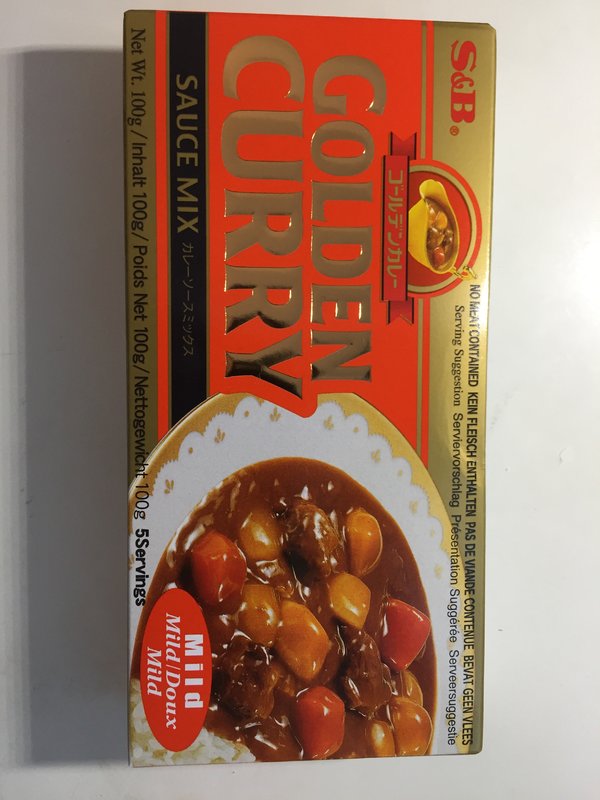 S&B®
ゴールデンカレー
GOLDEN
CURRY
SAUCE MIX カレーソースミックス
NO MEAT CONTAINED KEIN FLEISCH ENTHALTEN PAS DE VIANDE CONTENUE BEVAT GEEN VLEES
Serving Suggestion Serviervorschlag Présentation Suggérée Serveersuggestie
Mild
Mild/Doux
Mild
Net Wt. 100g/Inhalt 100g/Poids Net 100g/Nettogewicht 100g 5Servings